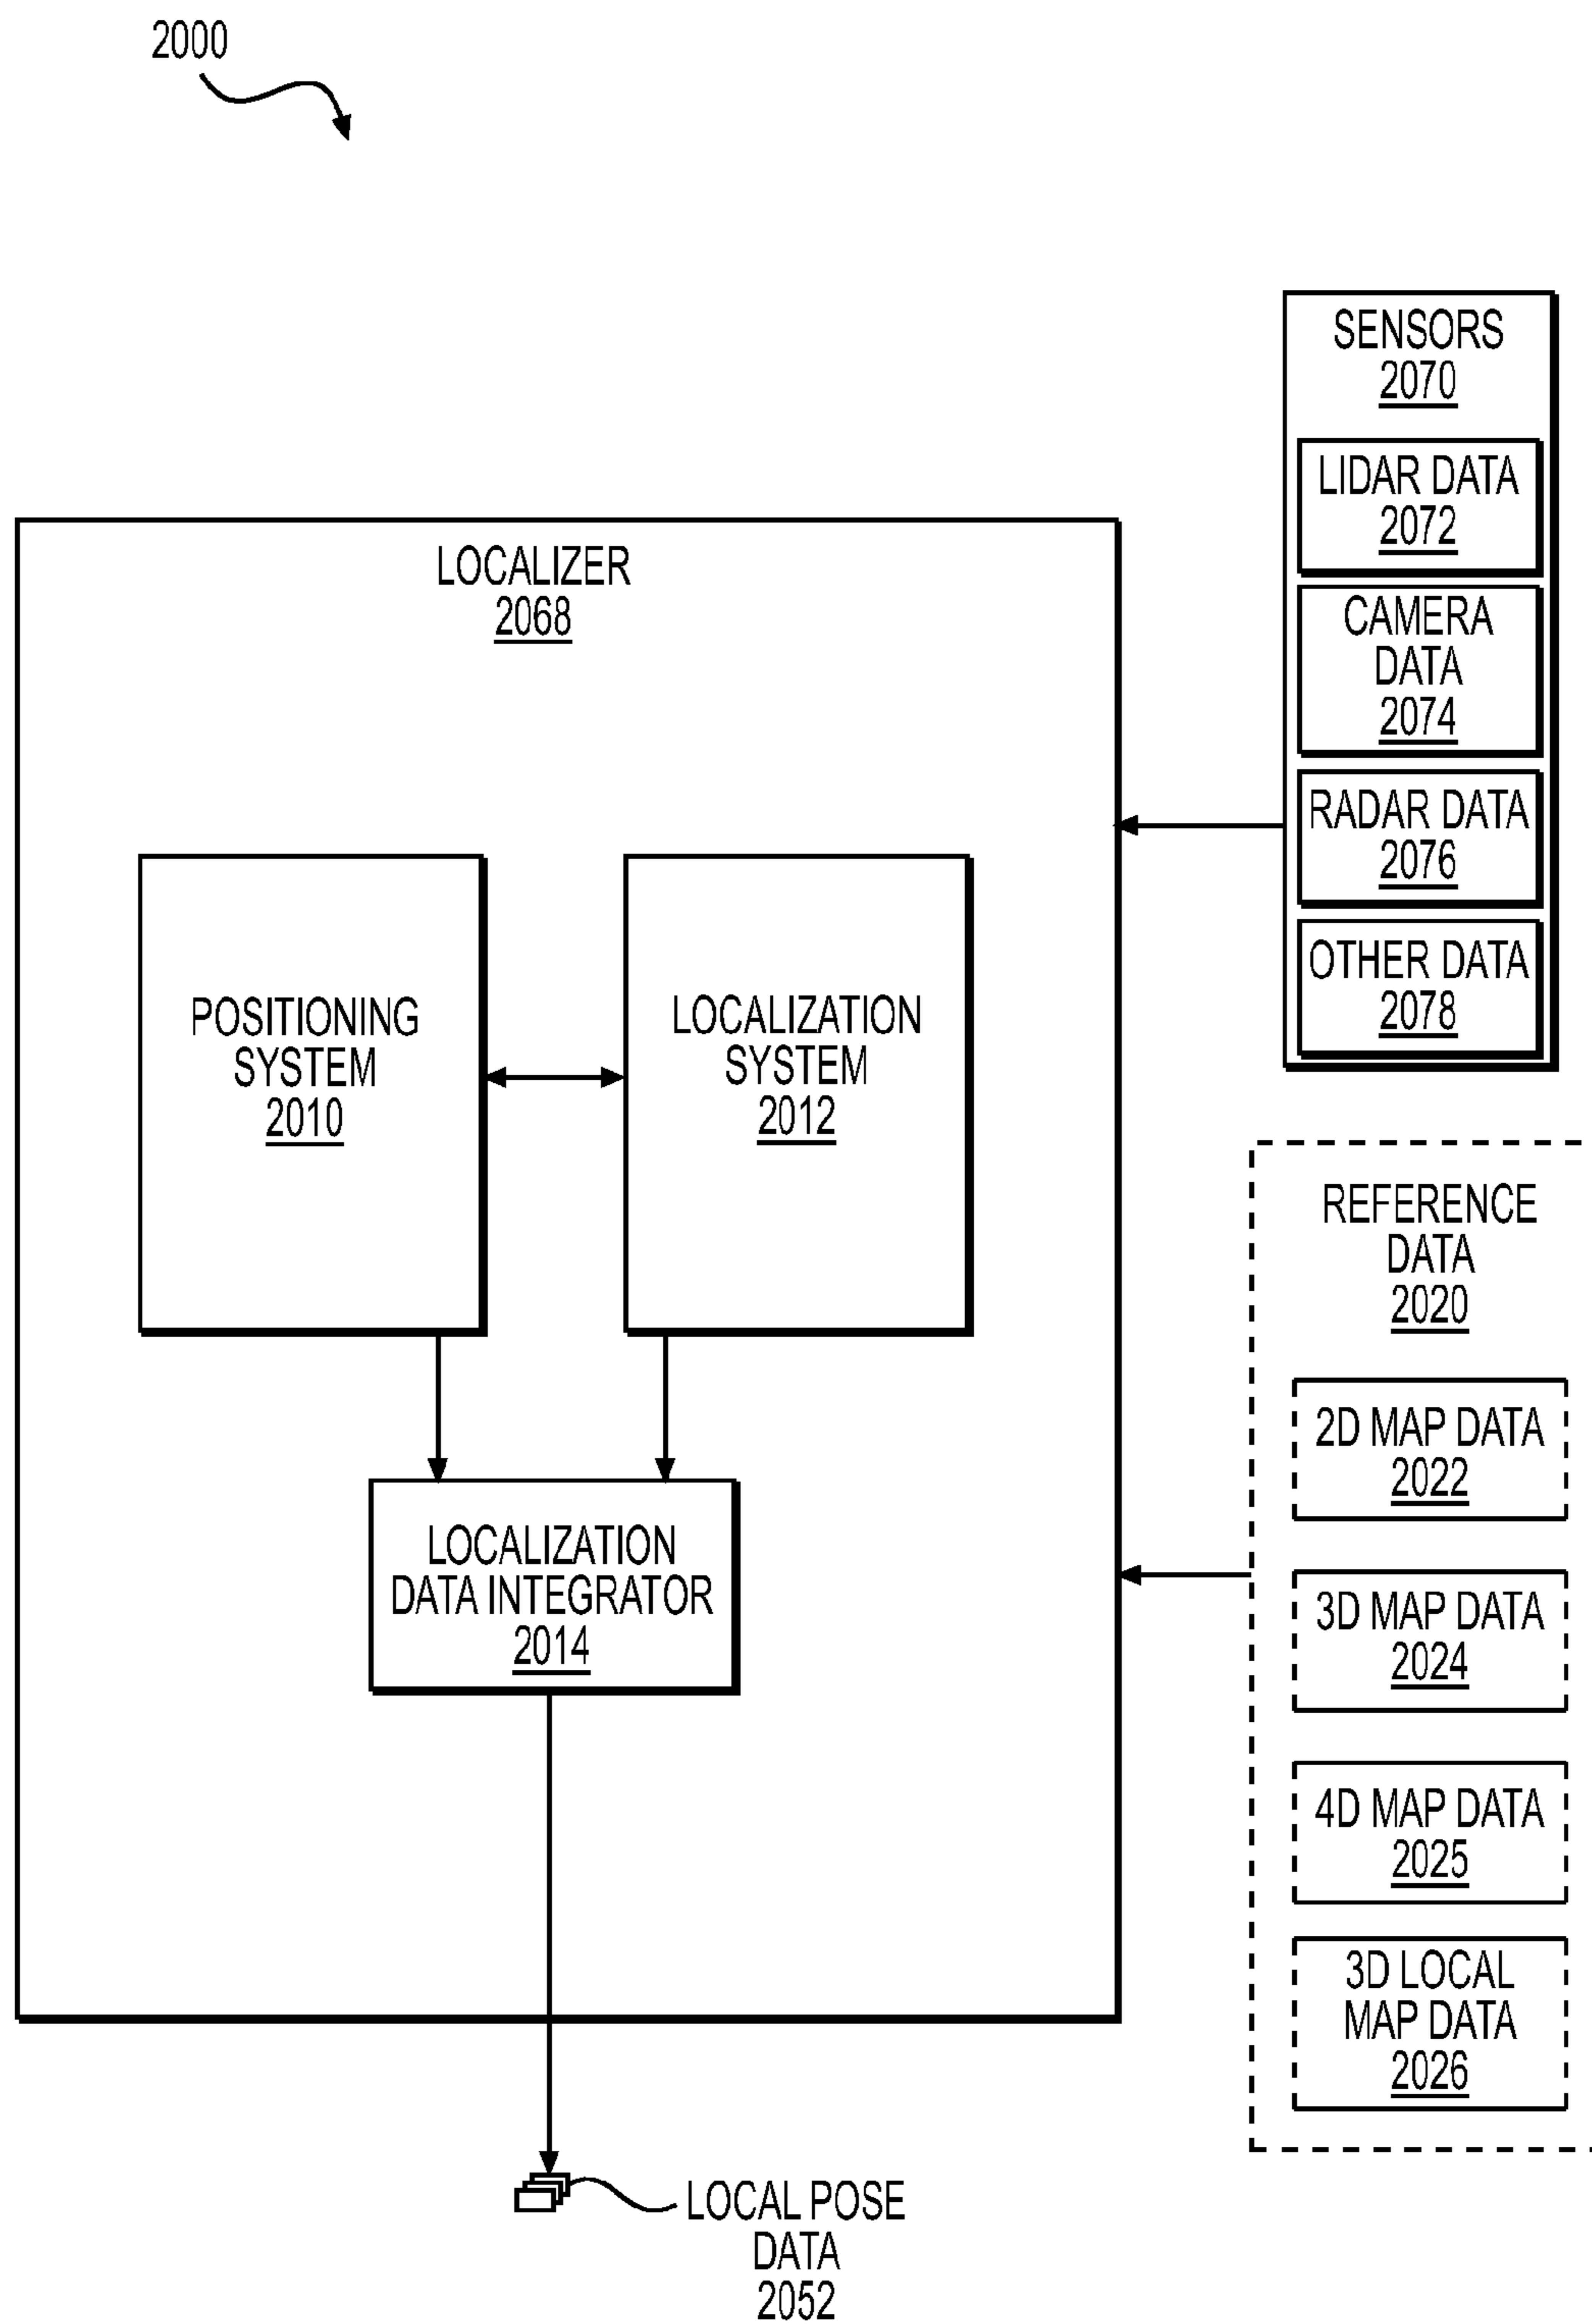 2000
SENSORS
2070
LIDAR DATA
2072
CAMERA
DATA
2074
RADAR DATA
2076
OTHER DATA
2078
LOCALIZER
2068
POSITIONING
SYSTEM
2010
LOCALIZATION
SYSTEM
2012
LOCALIZATION
DATA INTEGRATOR
2014
REFERENCE
DATA
2020
2D MAP DATA
2022
3D MAP DATA
2024
4D MAP DATA
2025
3D LOCAL
MAP DATA
2026
LOCAL POSE
DATA
2052